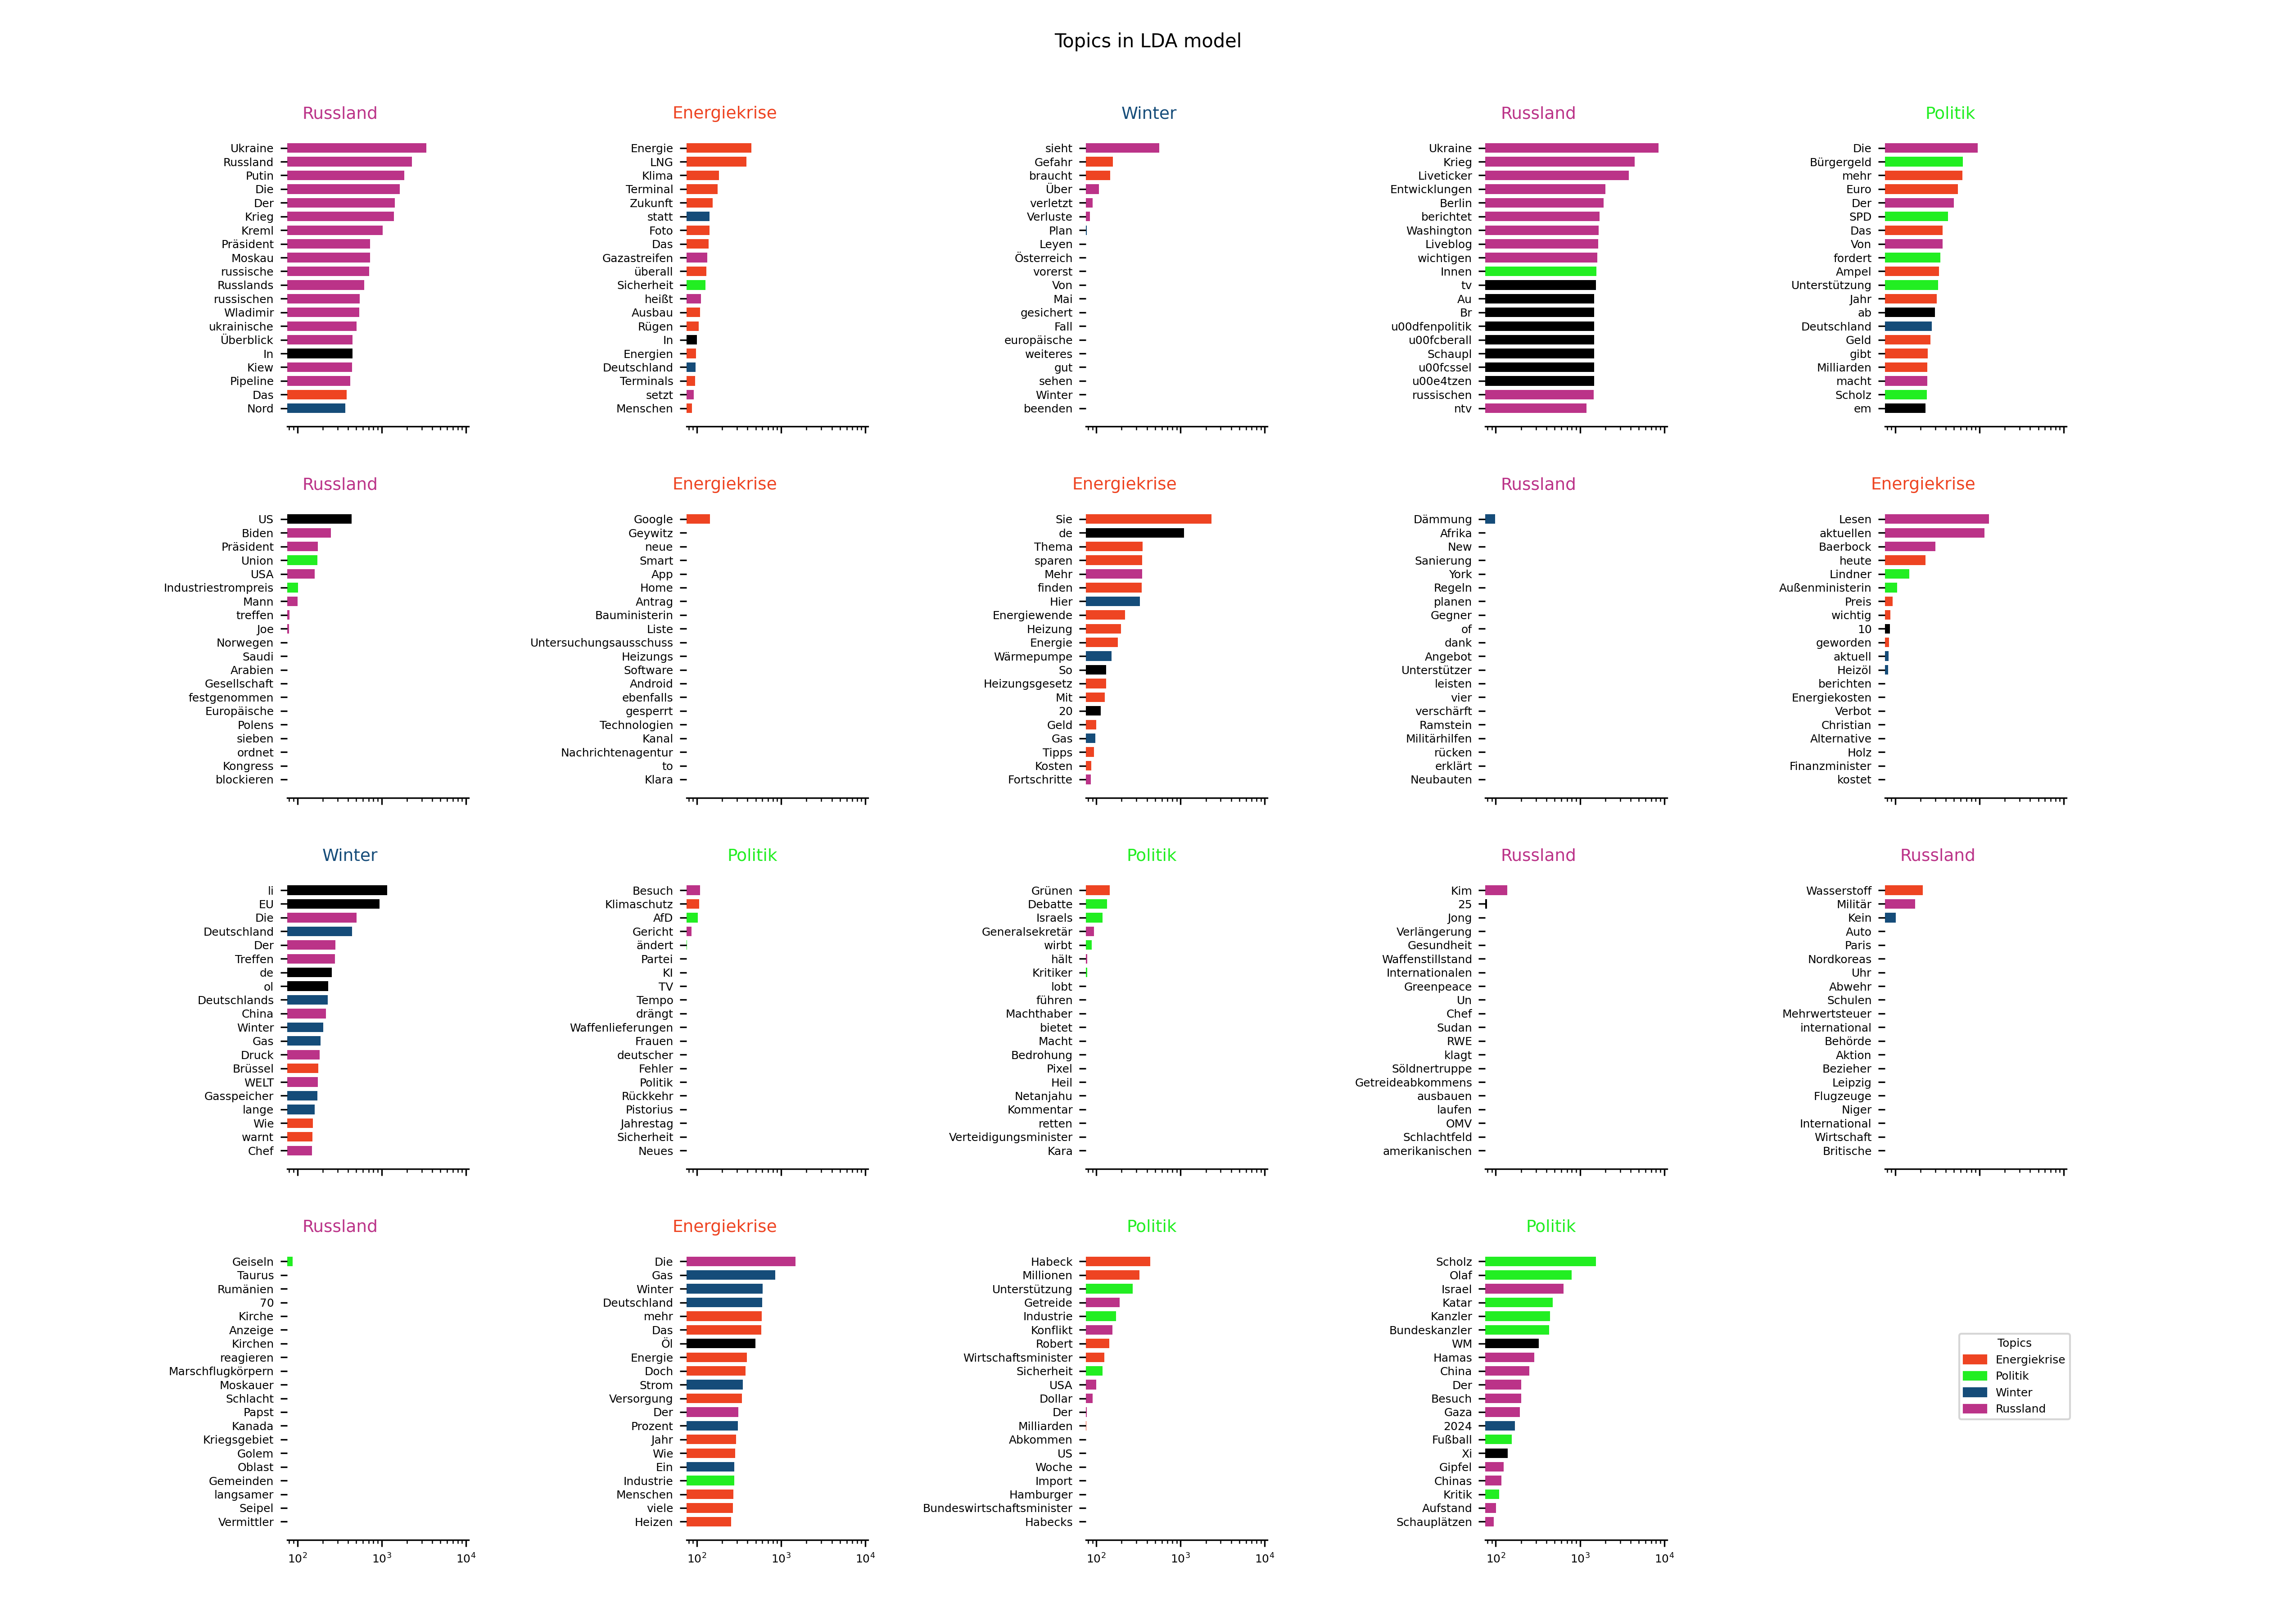 Topics in LDA model
Russland
Ukraine
Russland
Putin
Die
Der
Krieg
Kreml
Präsident
Moskau
russische
Russlands
russischen
Wladimir
ukrainische
Überblick
In
Kiew
Pipeline
Das
Nord
Energiekrise
Energie
LNG
Klima
Terminal
Zukunft
statt
Foto
Das
Gazastreifen
überall
Sicherheit
heißt
Ausbau
Rügen
In
Energien
Deutschland
Terminals
setzt
Menschen
Winter
sieht
Gefahr
braucht
Über
verletzt
Verluste
Plan
Leyen
Österreich
vorerst
Von
Mai
gesichert
Fall
europäische
weiteres
gut
sehen
Winter
beenden
Russland
Ukraine
Krieg
Liveticker
Entwicklungen
Berlin
berichtet
Washington
Liveblog
wichtigen
Innen
tv
Au
Br
u00dfenpolitik
u00fcberall
Schaupl
u00fcssel
u00e4tzen
russischen
ntv
Politik
Die
Bürgergeld
mehr
Euro
Der
SPD
Das
Von
fordert
Ampel
Unterstützung
Jahr
ab
Deutschland
Geld
gibt
Milliarden
macht
Scholz
em
Russland
US
Biden
Präsident
Union
USA
Industriestrompreis
Mann
treffen
Joe
Norwegen
Saudi
Arabien
Gesellschaft
festgenommen
Europäische
Polens
sieben
ordnet
Kongress
blockieren
Energiekrise
Google
Geywitz
neue
Smart
App
Home
Antrag
Bauministerin
Liste
Untersuchungsausschuss
Heizungs
Software
Android
ebenfalls
gesperrt
Technologien
Kanal
Nachrichtenagentur
to
Klara
Energiekrise
Sie
de
Thema
sparen
Mehr
finden
Hier
Energiewende
Heizung
Energie
Wärmepumpe
So
Heizungsgesetz
Mit
20
Geld
Gas
Tipps
Kosten
Fortschritte
Russland
Dämmung
Afrika
New
Sanierung
York
Regeln
planen
Gegner
of
dank
Angebot
Unterstützer
leisten
vier
verschärft
Ramstein
Militärhilfen
rücken
erklärt
Neubauten
Energiekrise
Lesen
aktuellen
Baerbock
heute
Lindner
Außenministerin
Preis
wichtig
10
geworden
aktuell
Heizöl
berichten
Energiekosten
Verbot
Christian
Alternative
Holz
Finanzminister
kostet
Winter
li
EU
Die
Deutschland
Der
Treffen
de
ol
Deutschlands
China
Winter
Gas
Druck
Brüssel
WELT
Gasspeicher
lange
Wie
warnt
Chef
Politik
Besuch
Klimaschutz
AfD
Gericht
ändert
Partei
KI
TV
Tempo
drängt
Waffenlieferungen
Frauen
deutscher
Fehler
Politik
Rückkehr
Pistorius
Jahrestag
Sicherheit
Neues
Politik
Grünen
Debatte
Israels
Generalsekretär
wirbt
hält
Kritiker
lobt
führen
Machthaber
bietet
Macht
Bedrohung
Pixel
Heil
Netanjahu
Kommentar
retten
Verteidigungsminister
Kara
Russland
Kim
25
Jong
Verlängerung
Gesundheit
Waffenstillstand
Internationalen
Greenpeace
Un
Chef
Sudan
RWE
klagt
Söldnertruppe
Getreideabkommens
ausbauen
laufen
OMV
Schlachtfeld
amerikanischen
Russland
Wasserstoff
Militär
Kein
Auto
Paris
Nordkoreas
Uhr
Abwehr
Schulen
Mehrwertsteuer
international
Behörde
Aktion
Bezieher
Leipzig
Flugzeuge
Niger
International
Wirtschaft
Britische
Russland
Geiseln
Taurus
Rumänien
70
Kirche
Anzeige
Kirchen
reagieren
Marschflugkörpern
Moskauer
Schlacht
Papst
Kanada
Kriegsgebiet
Golem
Oblast
Gemeinden
langsamer
Seipel
Vermittler
10² 10³ 10⁴
Energiekrise
Die
Gas
Winter
Deutschland
mehr
Das
Öl
Energie
Doch
Strom
Versorgung
Der
Prozent
Jahr
Wie
Ein
Industrie
Menschen
viele
Heizen
10² 10³ 10⁴
Politik
Habeck
Millionen
Unterstützung
Getreide
Industrie
Konflikt
Robert
Wirtschaftsminister
Sicherheit
USA
Dollar
Der
Milliarden
Abkommen
US
Woche
Import
Hamburger
Bundeswirtschaftsminister
Habecks
10² 10³ 10⁴
Politik
Scholz
Olaf
Israel
Katar
Kanzler
Bundeskanzler
WM
Hamas
China
Der
Besuch
Gaza
2024
Fußball
Xi
Gipfel
Chinas
Kritik
Aufstand
Schauplätzen
10² 10³ 10⁴
Topics
Energiekrise
Politik
Winter
Russland